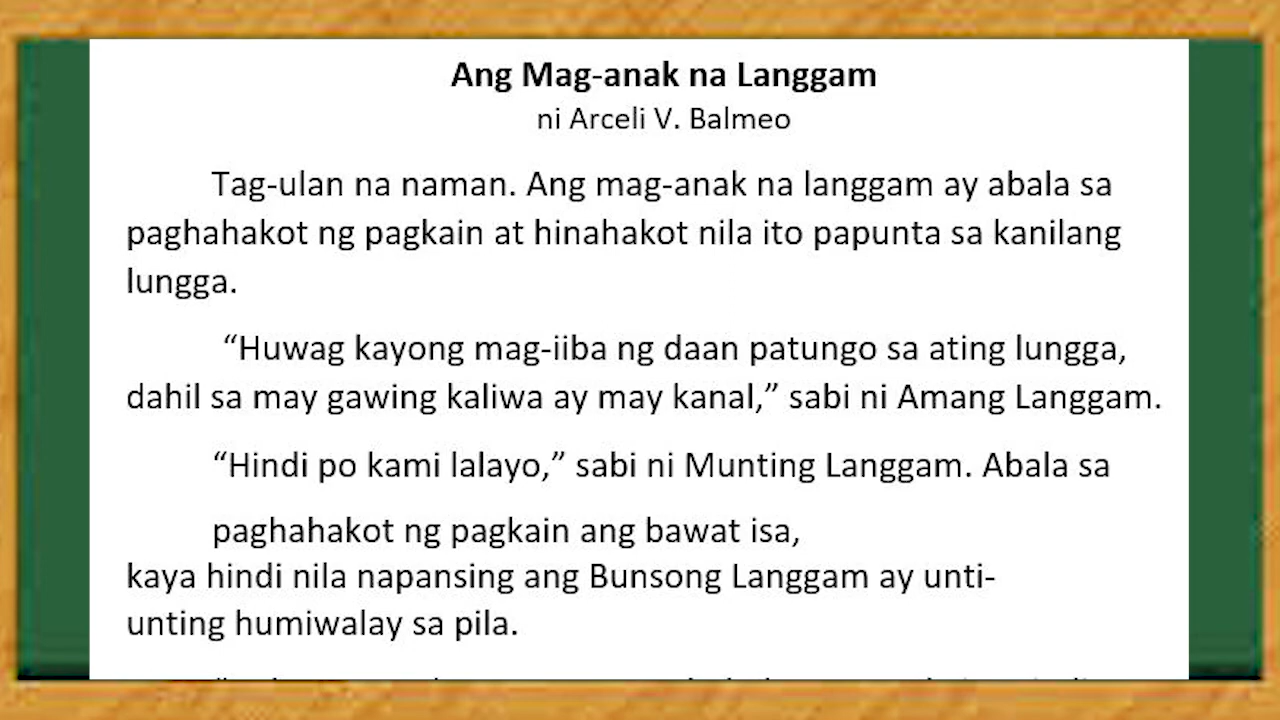 Ang Mag-anak na Langgam
ni Arceli V. Balmeo
Tag-ulan na naman. Ang mag-anak na langgam ay abala sa
paghahakot ng pagkain at hinahakot nila ito papunta sa kanilang
lungga.
“Huwag kayong mag-iiba ng daan patungo sa ating lungga,
dahil sa may gawing kaliwa ay may kanal,” sabi ni Amang Langgam.
“Hindi po kami lalayo,” sabi ni Munting Langgam. Abala sa
paghahakot ng pagkain ang bawat isa,
kaya hindi nila napansing ang Bunsong Langgam ay unti-
unting humiwalay sa pila.